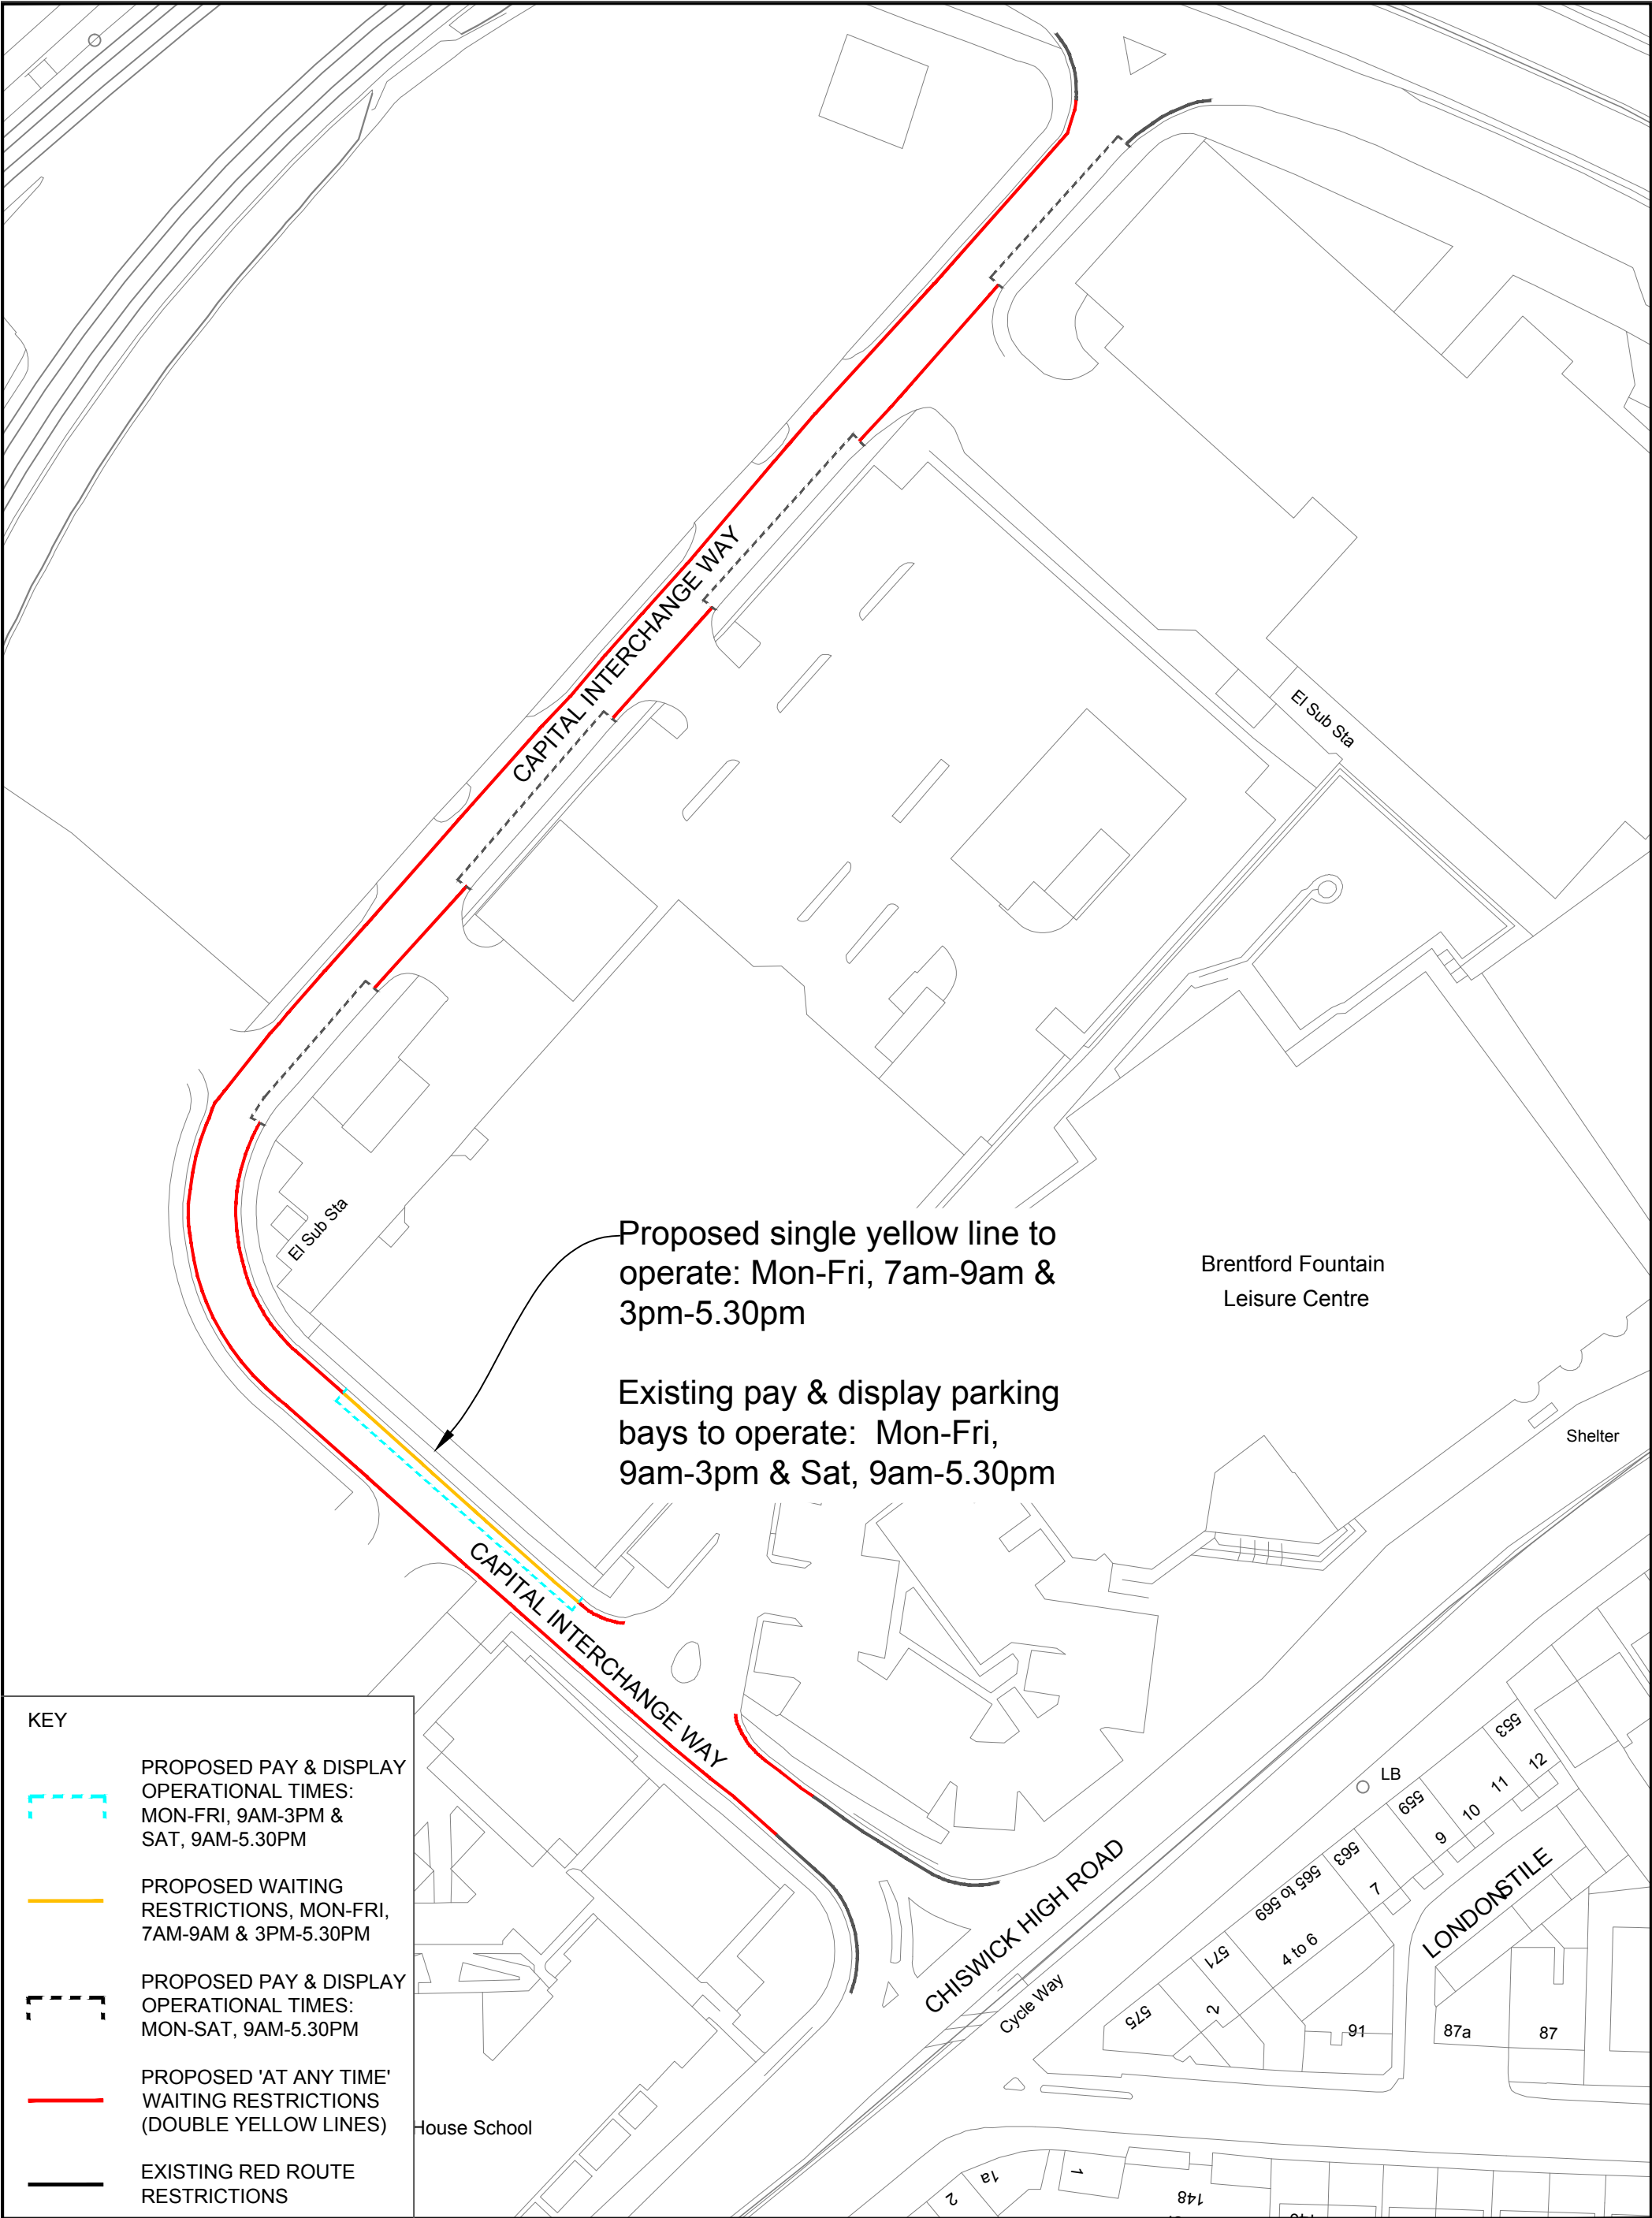 CAPITAL INTERCHANGE WAY
El Sub Sta
El Sub Sta
Proposed single yellow line to
operate: Mon-Fri, 7am-9am &
3pm-5.30pm
Existing pay & display parking
bays to operate: Mon-Fri,
9am-3pm & Sat, 9am-5.30pm
Brentford Fountain
Leisure Centre
Shelter
CAPITAL INTERCHANGE WAY
CHISWICK HIGH ROAD
Cycle Way
LB
LONDON STILE
553
12
11
10
559
9
563
7
565 to 569
4 to 6
571
2
575
91
87a
87
House School
1a
2
1
148
KEY
PROPOSED PAY & DISPLAY
OPERATIONAL TIMES:
MON-FRI, 9AM-3PM &
SAT, 9AM-5.30PM
PROPOSED WAITING
RESTRICTIONS, MON-FRI,
7AM-9AM & 3PM-5.30PM
PROPOSED PAY & DISPLAY
OPERATIONAL TIMES:
MON-SAT, 9AM-5.30PM
PROPOSED 'AT ANY TIME'
WAITING RESTRICTIONS
(DOUBLE YELLOW LINES)
EXISTING RED ROUTE
RESTRICTIONS